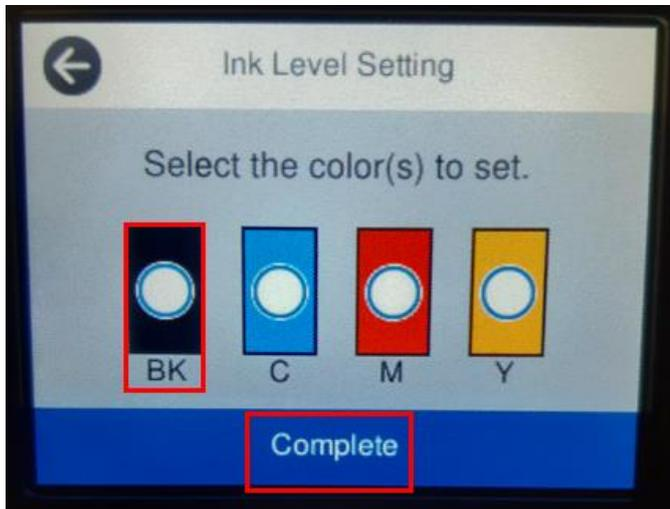 Ink Level Setting
Select the color(s) to set.
BK C M Y
Complete